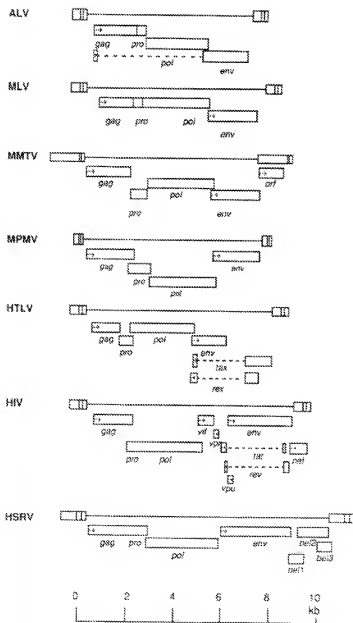 ALV
gag pro
pol env
MLV
gag pro pol env
MMTV
gag pol orf
pro env
MPMV
gag env
pro
pol
HTLV
gag pol
pro env
tax
rex
HIV
gag vif env
vpr
pro pol tat nef
rev
vpu
HSRV
gag pro env bel2
pol bel3
bel1
0 2 4 6 8 10
kb